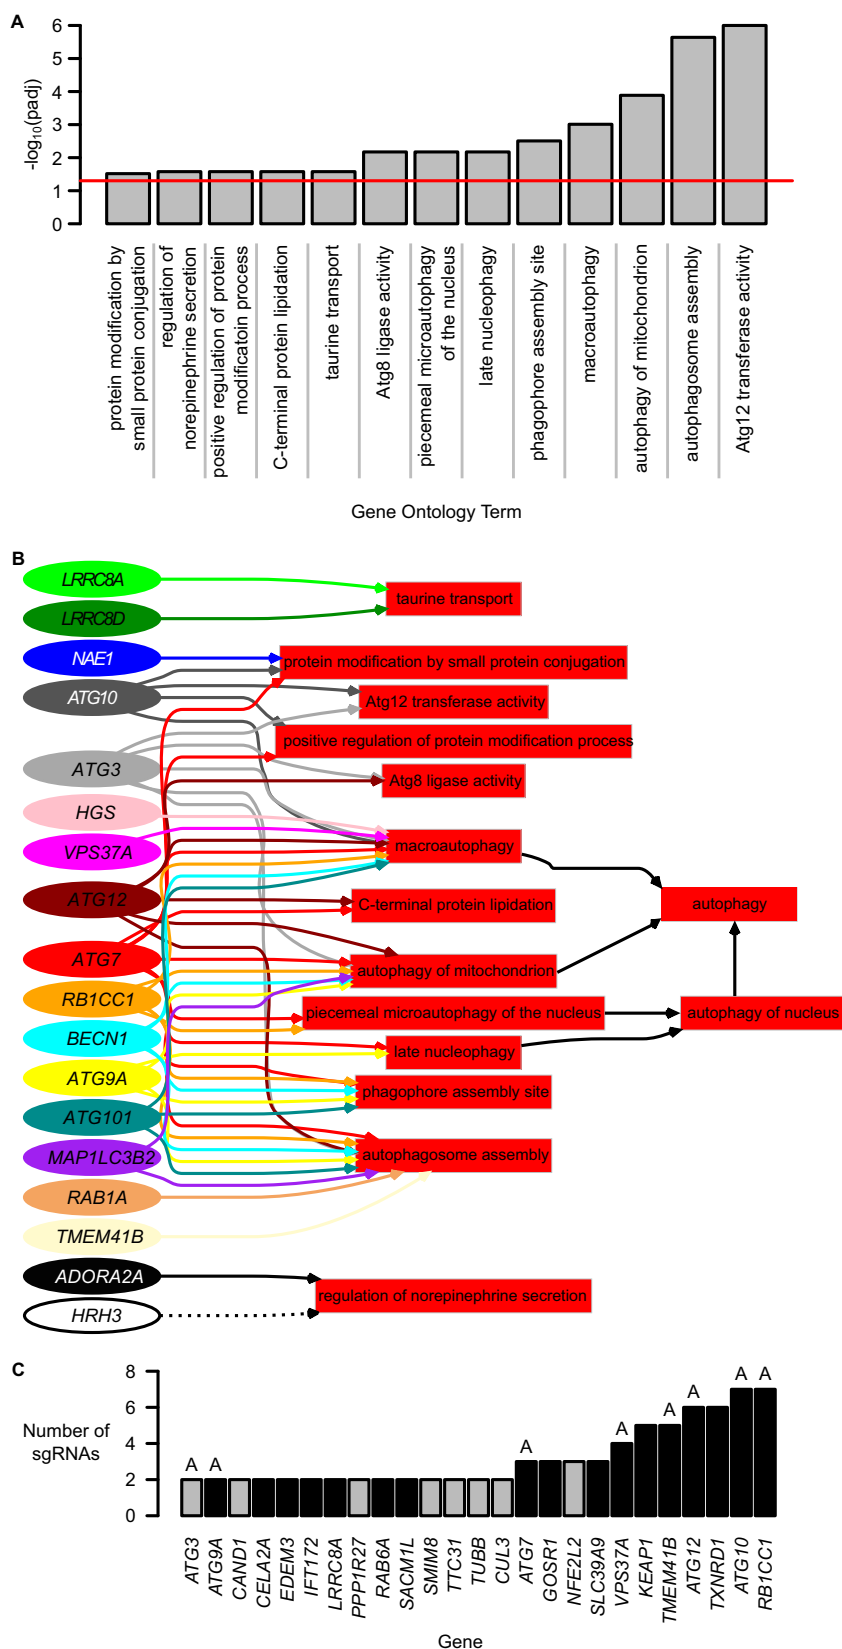 A
-log10(padj)
6
5
4
3
2
1
0
protein modification by
small protein conjugation
regulation of
norepinephrine secretion
positive regulation of protein
modificatoin process
C-terminal protein lipidation
taurine transport
Atg8 ligase activity
piecemeal microautophagy
of the nucleus
late nucleophagy
phagophore assembly site
macroautophagy
autophagy of mitochondrion
autophagosome assembly
Atg12 transferase activity
Gene Ontology Term
B
LRRC8A
LRRC8D
NAE1
ATG10
ATG3
HGS
VPS37A
ATG12
ATG7
RB1CC1
BECN1
ATG9A
ATG101
MAP1LC3B2
RAB1A
TMEM41B
ADORA2A
HRH3
taurine transport
protein modification by small protein conjugation
Atg12 transferase activity
positive regulation of protein modification process
Atg8 ligase activity
macroautophagy
C-terminal protein lipidation
autophagy of mitochondrion
piecemeal microautophagy of the nucleus
late nucleophagy
phagophore assembly site
autophagosome assembly
regulation of norepinephrine secretion
autophagy
autophagy of nucleus
C
Number of
sgRNAs
8
6
4
2
0
A A A A A A A A
ATG3
ATG9A
CAND1
CELA2A
EDEM3
IFT172
LRRC8A
PPP1R27
RAB6A
SACM1L
SMIM8
TTC31
TUBB
CUL3
ATG7
GOSR1
NFE2L2
SLC39A9
VPS37A
KEAP1
TMEM41B
ATG12
TXNRD1
ATG10
RB1CC1
Gene